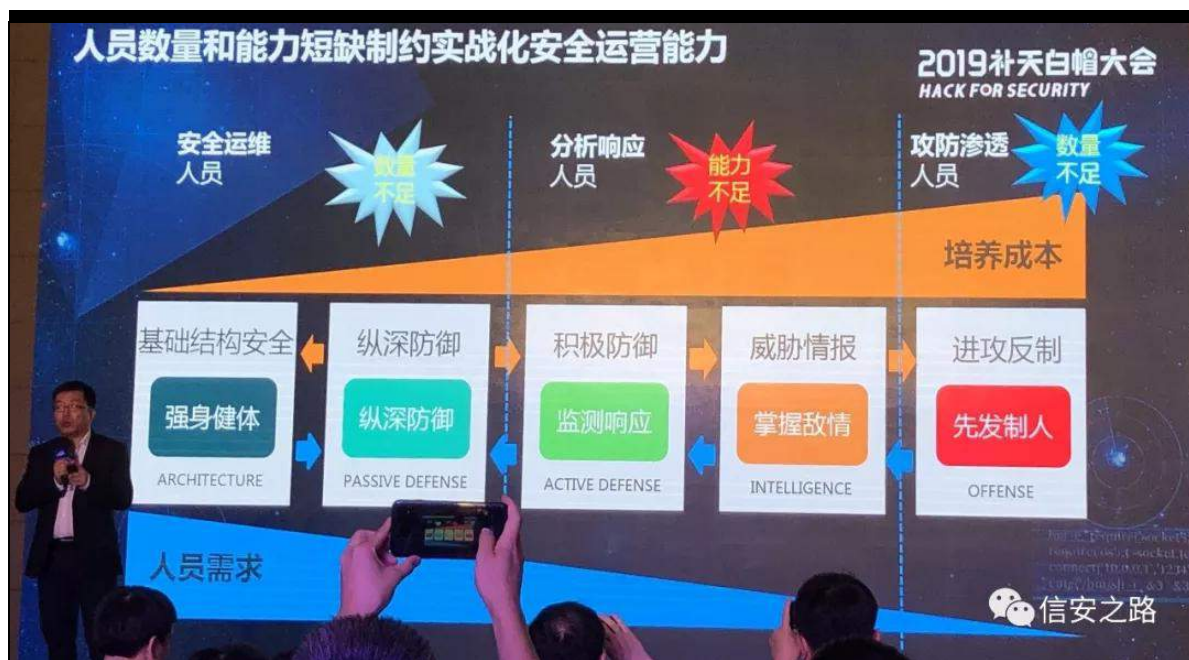 人员数量和能力短缺制约实战化安全运营能力
2019补天白帽大会
HACK FOR SECURITY
安全运维
人员
数量
不足
分析响应
人员
能力
不足
攻防渗透
人员
数量
不足
培养成本
基础结构安全
纵深防御
积极防御
威胁情报
进攻反制
强身健体
纵深防御
监测响应
掌握敌情
先发制人
ARCHITECTURE
PASSIVE DEFENSE
ACTIVE DEFENSE
INTELLIGENCE
OFFENSE
人员需求
信安之路